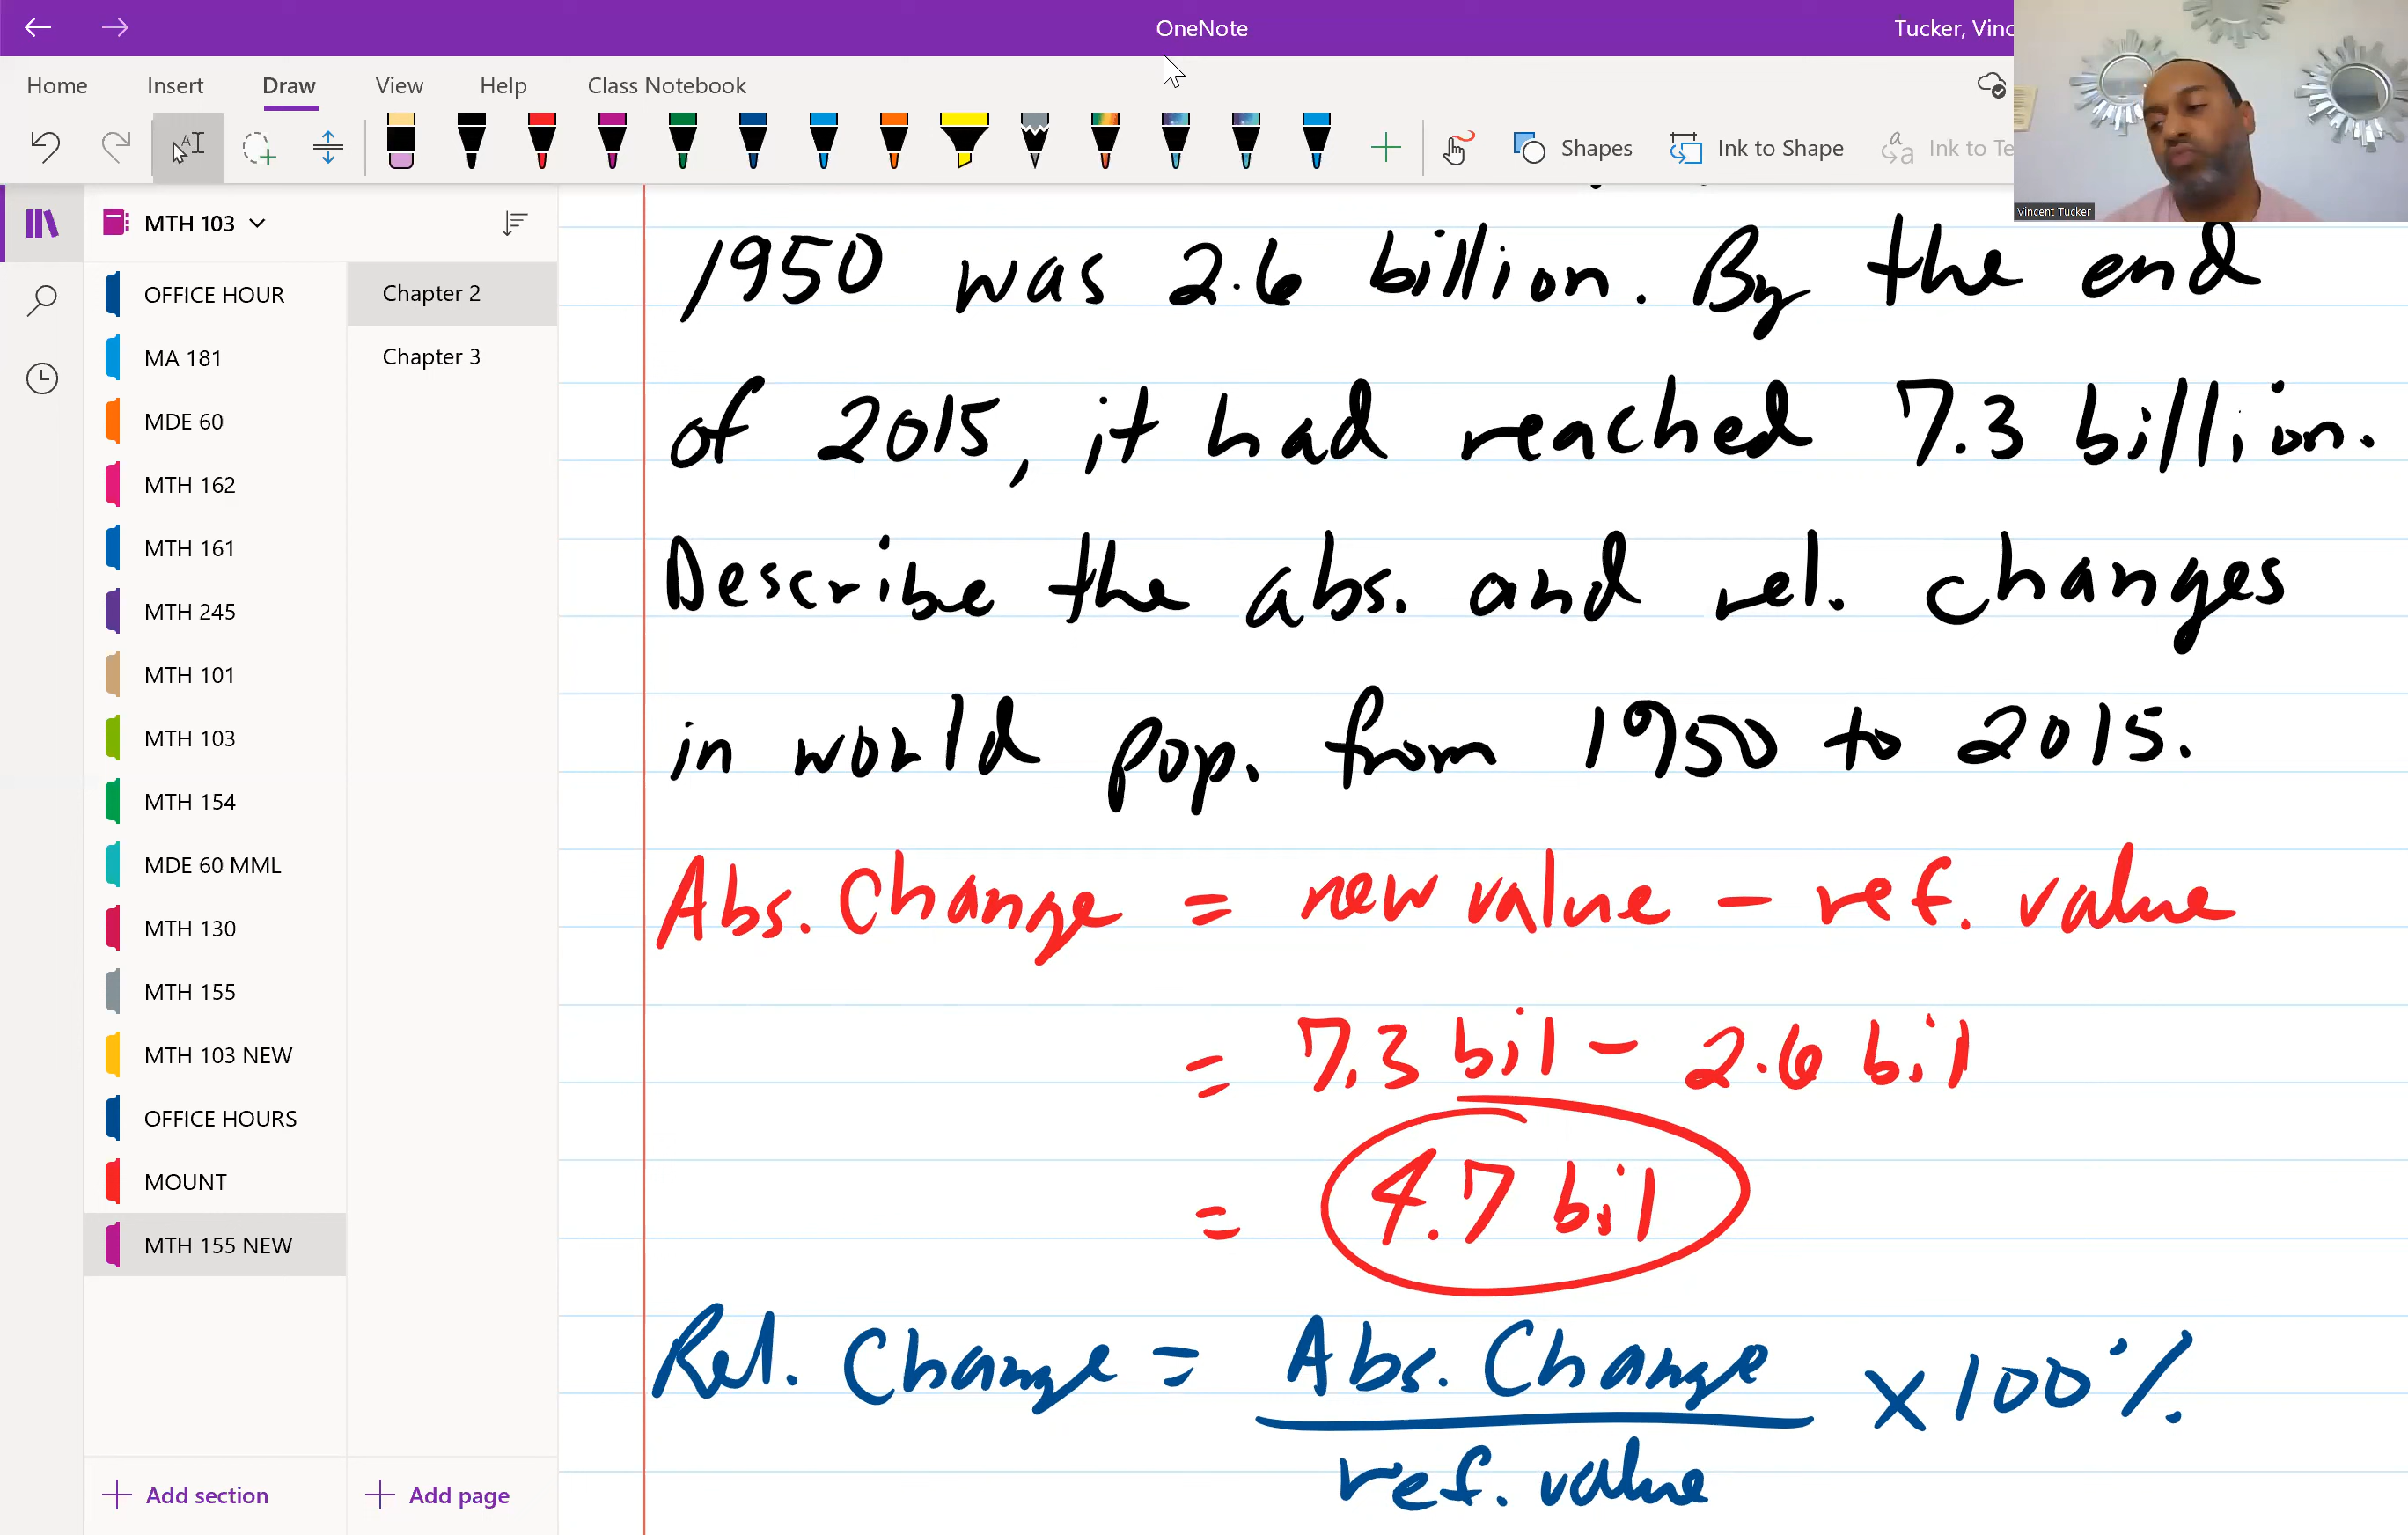 OneNote
Tucker, Vinc
Home Insert Draw View Help Class Notebook
Shapes Ink to Shape Ink to Te
Vincent Tucker
MTH 103
OFFICE HOUR
MA 181
MDE 60
MTH 162
MTH 161
MTH 245
MTH 101
MTH 103
MTH 154
MDE 60 MML
MTH 130
MTH 155
MTH 103 NEW
OFFICE HOURS
MOUNT
MTH 155 NEW
Add section
Chapter 2
Chapter 3
Add page
1950 was 2.6 billion. By the end
of 2015, it had reached 7.3 billion.
Describe the abs. and rel. changes
in world pop. from 1950 to 2015.
Abs. Change = new value - ref. value
= 7.3 bil - 2.6 bil
= 4.7 bil
Rel. Change = Abs. Change x 100%
ref. value